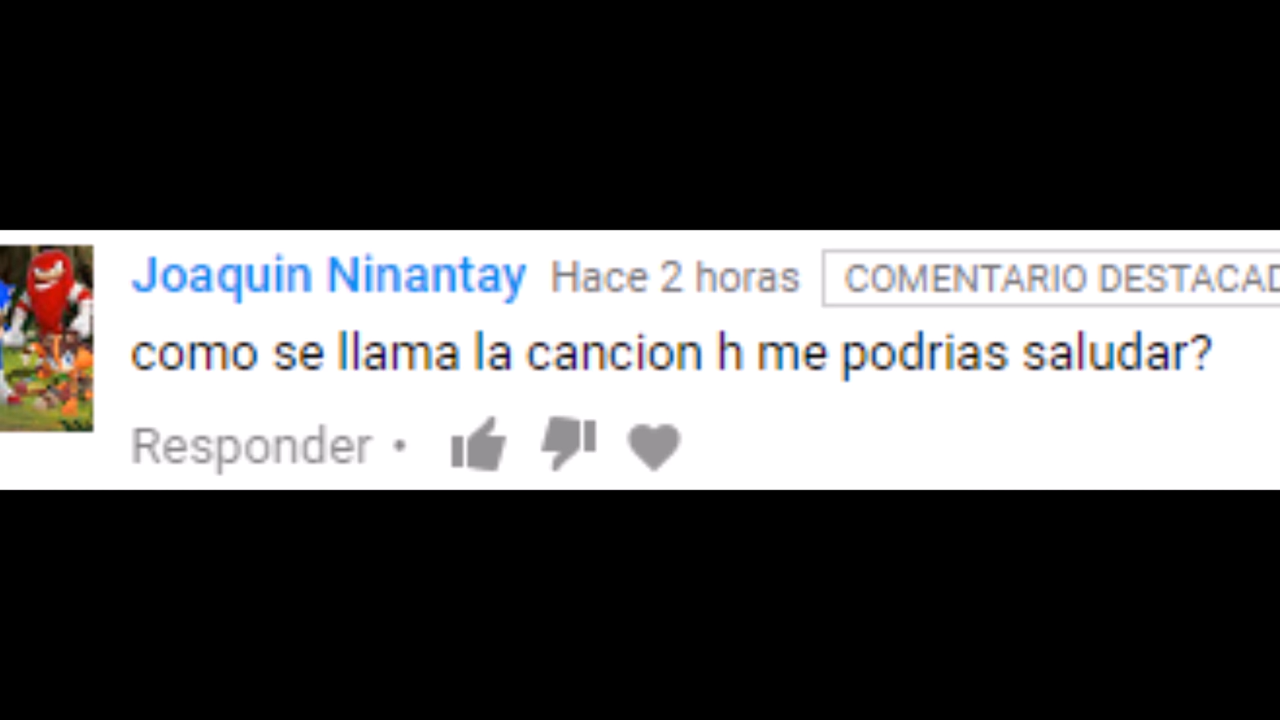 Joaquin Ninantay Hace 2 horas COMENTARIO DESTACAD
como se llama la cancion h me podrias saludar?
Responder •